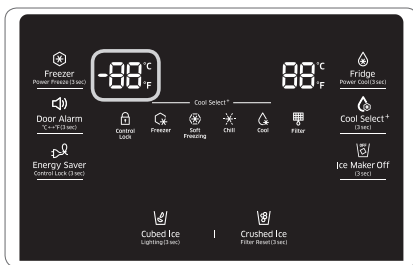 -88 °C °F
88 °C °F
Freezer
Power Freeze (3 sec)
Fridge
Power Cool (3 sec)
Cool Select+
Door Alarm
°C↔°F (3 sec)
Control Lock
Freezer
Soft Freezing
Chill
Cool
Filter
Cool Select+
(3 sec)
Energy Saver
Control Lock (3 sec)
OFF
Ice Maker Off
(3 sec)
Cubed Ice
Lighting (3 sec)
Crushed Ice
Filter Reset (3 sec)